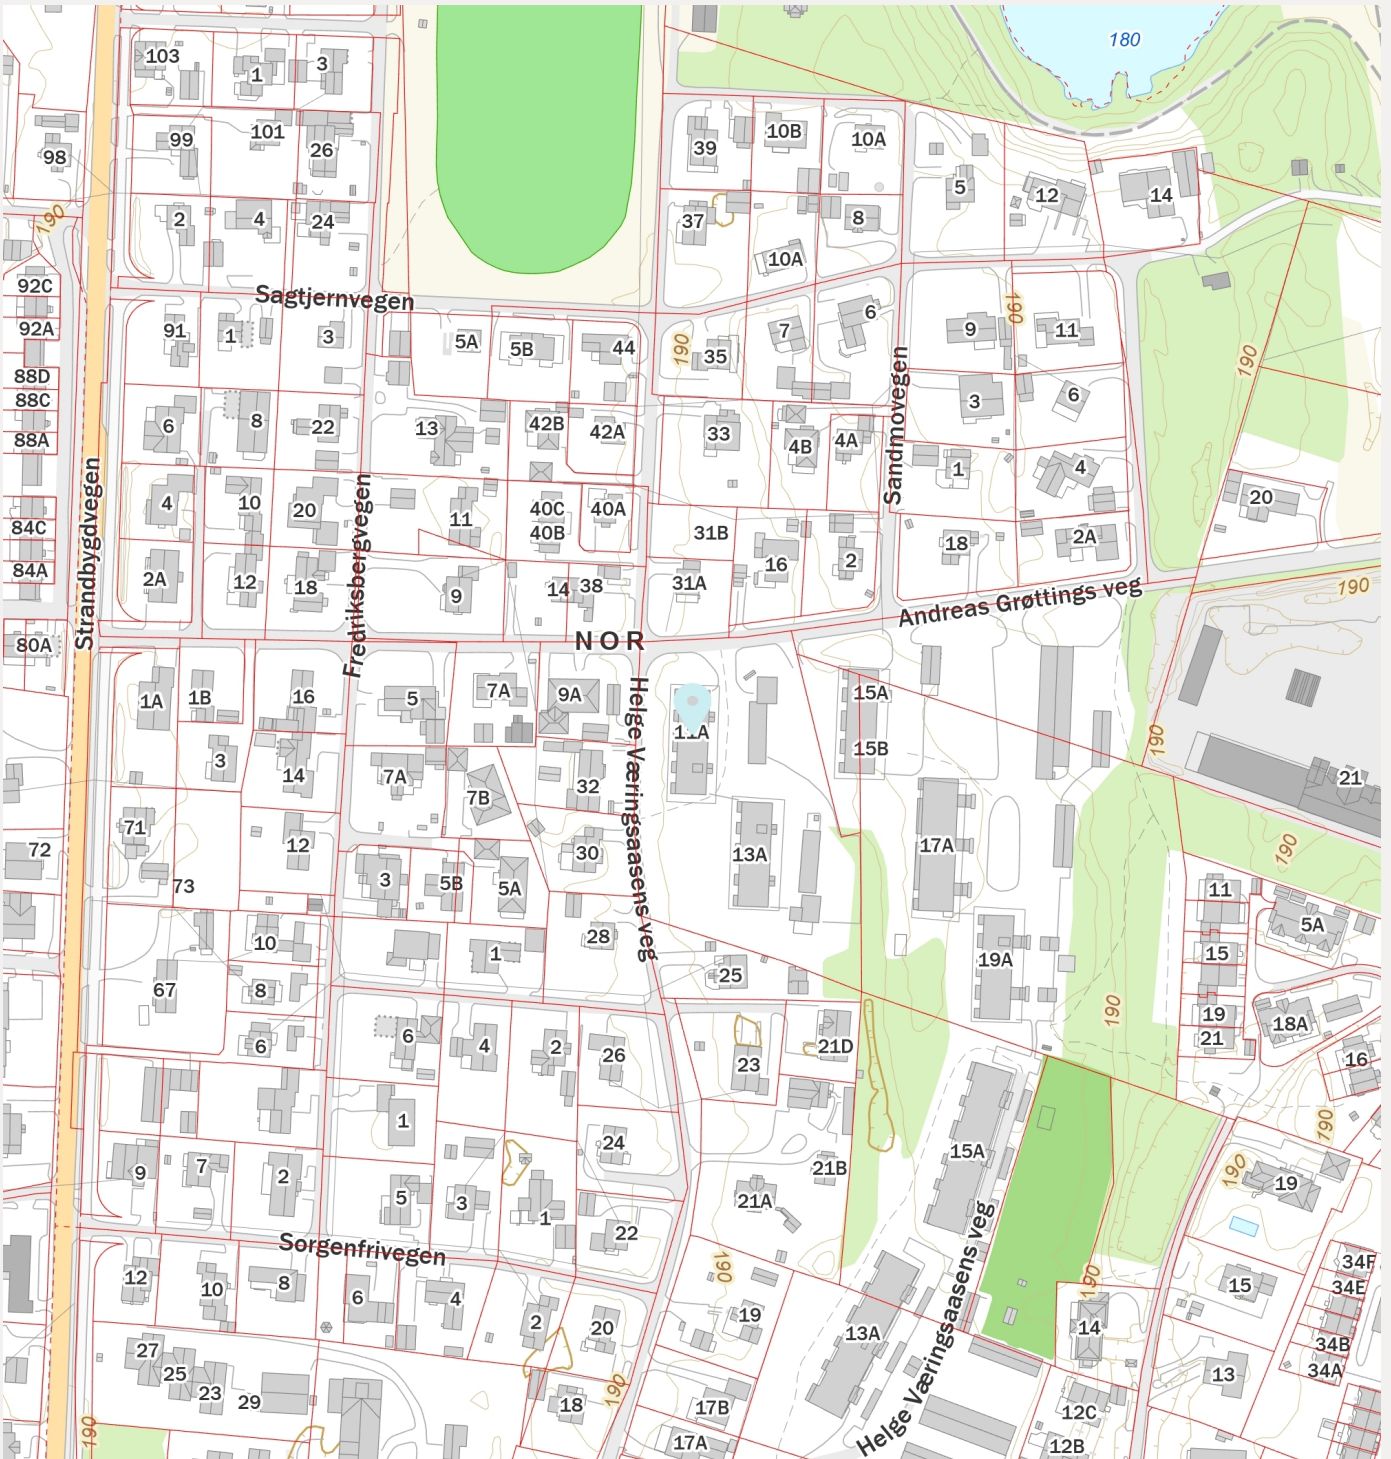 180
103
1
3
98
99
101
26
39
10B
10A
5
12
14
190
2
4
24
37
8
10A
92C
92A
Sagtjernvegen
91
1
3
5A
5B
44
190
35
7
6
9
190
11
190
88D
88C
88A
6
8
22
13
42B
42A
33
4B
4A
Sandmovegen
3
6
1
4
20
Strandbygdvegen
4
10
20
Fredriksbergvegen
11
40C
40B
40A
31B
16
2
18
2A
84C
84A
2A
12
18
9
14
38
31A
Andreas Grøttings veg
190
80A
NOR
1A
1B
16
5
7A
9A
Helge Væringsaasens veg
11A
15A
15B
190
21
3
14
7A
7B
32
71
72
12
30
13A
17A
190
73
3
5B
5A
11
5A
10
1
28
25
19A
15
67
8
190
19
18A
6
6
4
2
26
23
21D
21
16
1
24
15A
190
9
7
2
5
3
1
21A
21B
190
19
22
Sorgenfrivegen
12
10
8
6
4
2
20
190
19
13A
Helge Væringsaasens veg
190
14
15
34F
34E
34B
34A
27
25
23
29
18
190
17B
17A
13
12C
12B
190